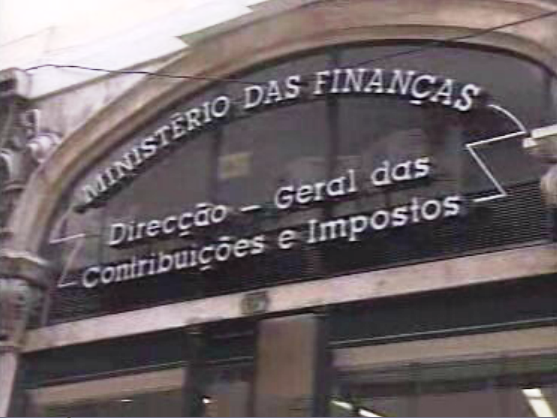 MINISTÉRIO DAS FINANÇAS
Direcção - Geral das
Contribuições e Impostos